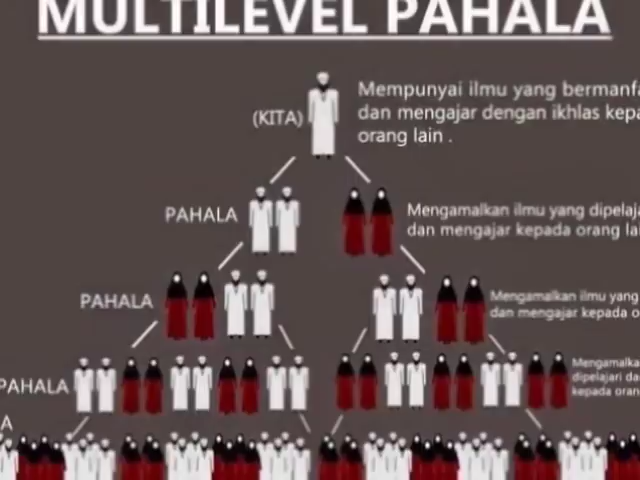 MULTILEVEL PAHALA
Mempunyai ilmu yang bermanfa
(KITA)
dan mengajar dengan ikhlas kepa
orang lain .
PAHALA
Mengamalkan ilmu yang dipelaja
dan mengajar kepada orang lai
PAHALA
Mengamalkan ilmu yang
dan mengajar kepada o
PAHALA
Mengamalka
dipelajari da
kepada oran
A